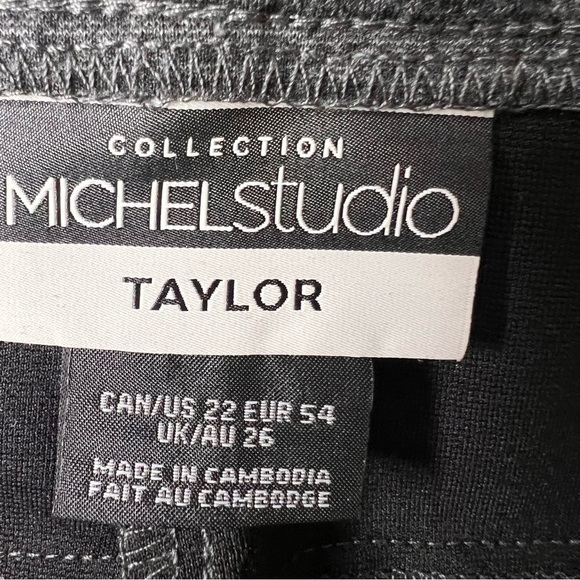 COLLECTION
MICHELstudio
TAYLOR
CAN/US 22 EUR 54
UK/AU 26
MADE IN CAMBODIA
FAIT AU CAMBODGE